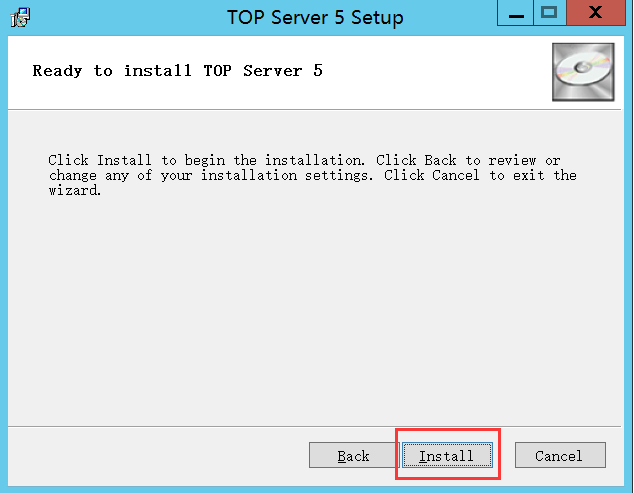 TOP Server 5 Setup
Ready to install TOP Server 5
Click Install to begin the installation. Click Back to review or
change any of your installation settings. Click Cancel to exit the
wizard.
Back
Install
Cancel